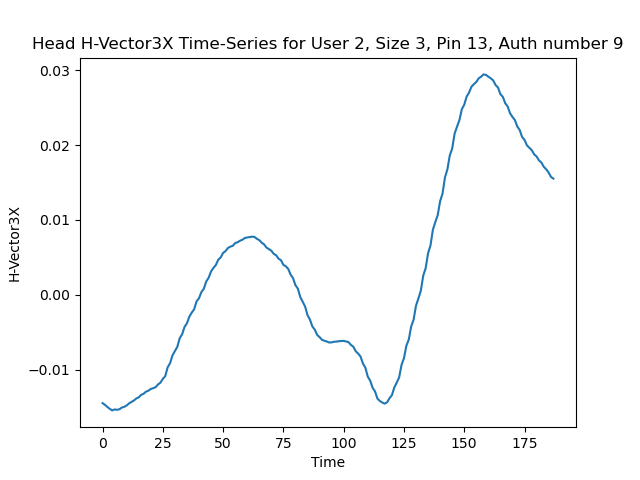 Head H-Vector3X Time-Series for User 2, Size 3, Pin 13, Auth number 9
0.03
0.02
0.01
0.00
−0.01
H-Vector3X
0 25 50 75 100 125 150 175
Time